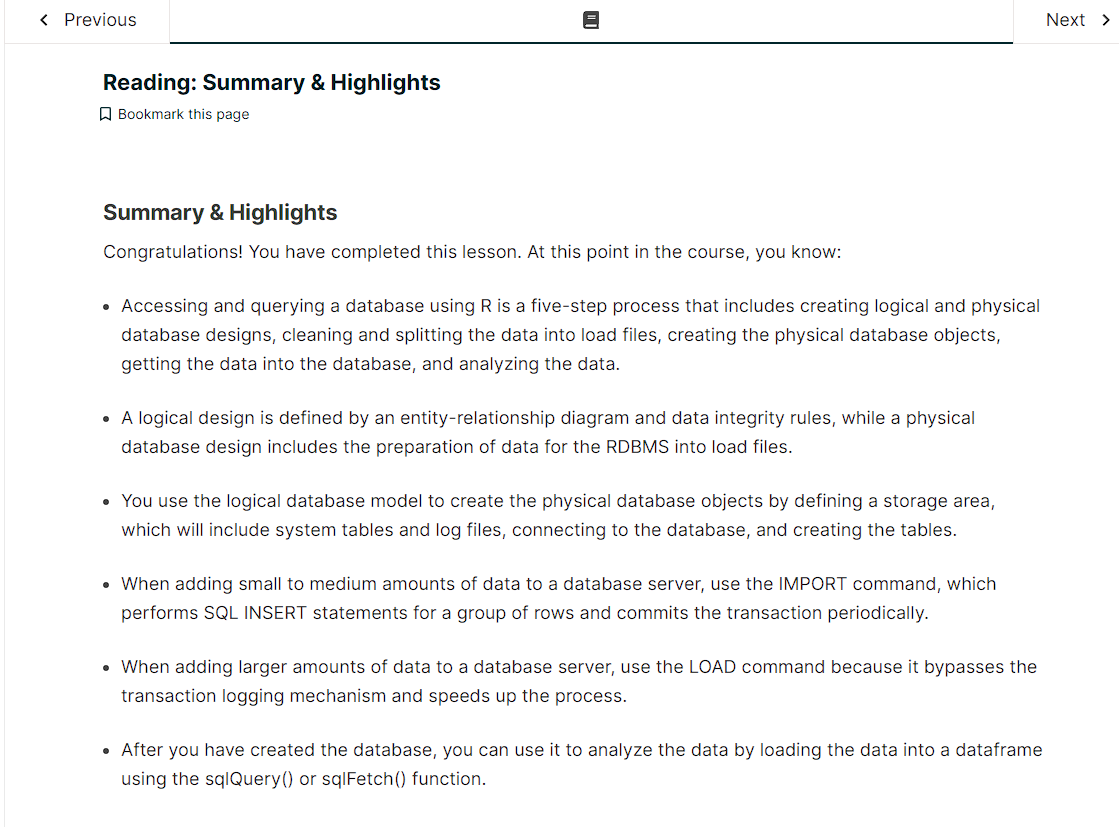 Previous
Next
Reading: Summary & Highlights
Bookmark this page
Summary & Highlights
Congratulations! You have completed this lesson. At this point in the course, you know:
• Accessing and querying a database using R is a five-step process that includes creating logical and physical
database designs, cleaning and splitting the data into load files, creating the physical database objects,
getting the data into the database, and analyzing the data.
• A logical design is defined by an entity-relationship diagram and data integrity rules, while a physical
database design includes the preparation of data for the RDBMS into load files.
• You use the logical database model to create the physical database objects by defining a storage area,
which will include system tables and log files, connecting to the database, and creating the tables.
• When adding small to medium amounts of data to a database server, use the IMPORT command, which
performs SQL INSERT statements for a group of rows and commits the transaction periodically.
• When adding larger amounts of data to a database server, use the LOAD command because it bypasses the
transaction logging mechanism and speeds up the process.
• After you have created the database, you can use it to analyze the data by loading the data into a dataframe
using the sqlQuery() or sqlFetch() function.